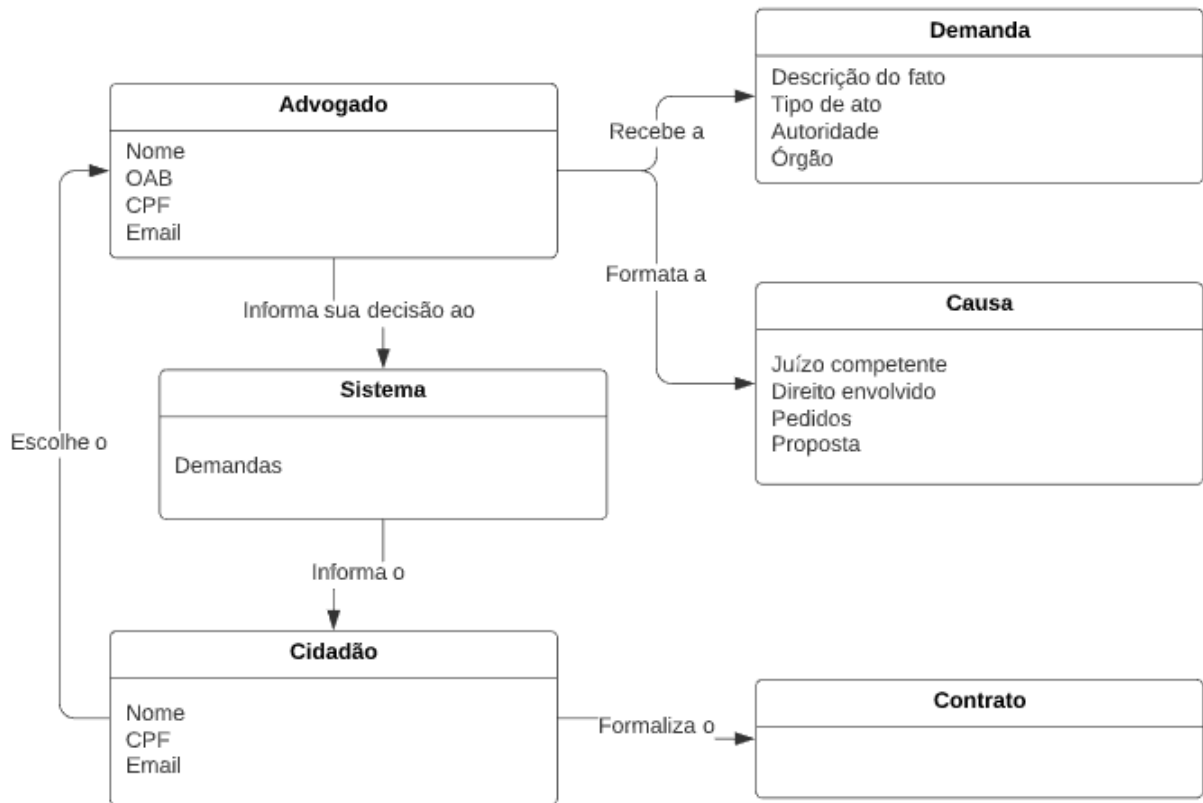 Demanda
Descrição do fato
Tipo de ato
Autoridade
Órgão
Advogado
Nome
OAB
CPF
Email
Recebe a
Formata a
Causa
Juízo competente
Direito envolvido
Pedidos
Proposta
Informa sua decisão ao
Sistema
Demandas
Escolhe o
Informa o
Cidadão
Nome
CPF
Email
Formaliza o
Contrato